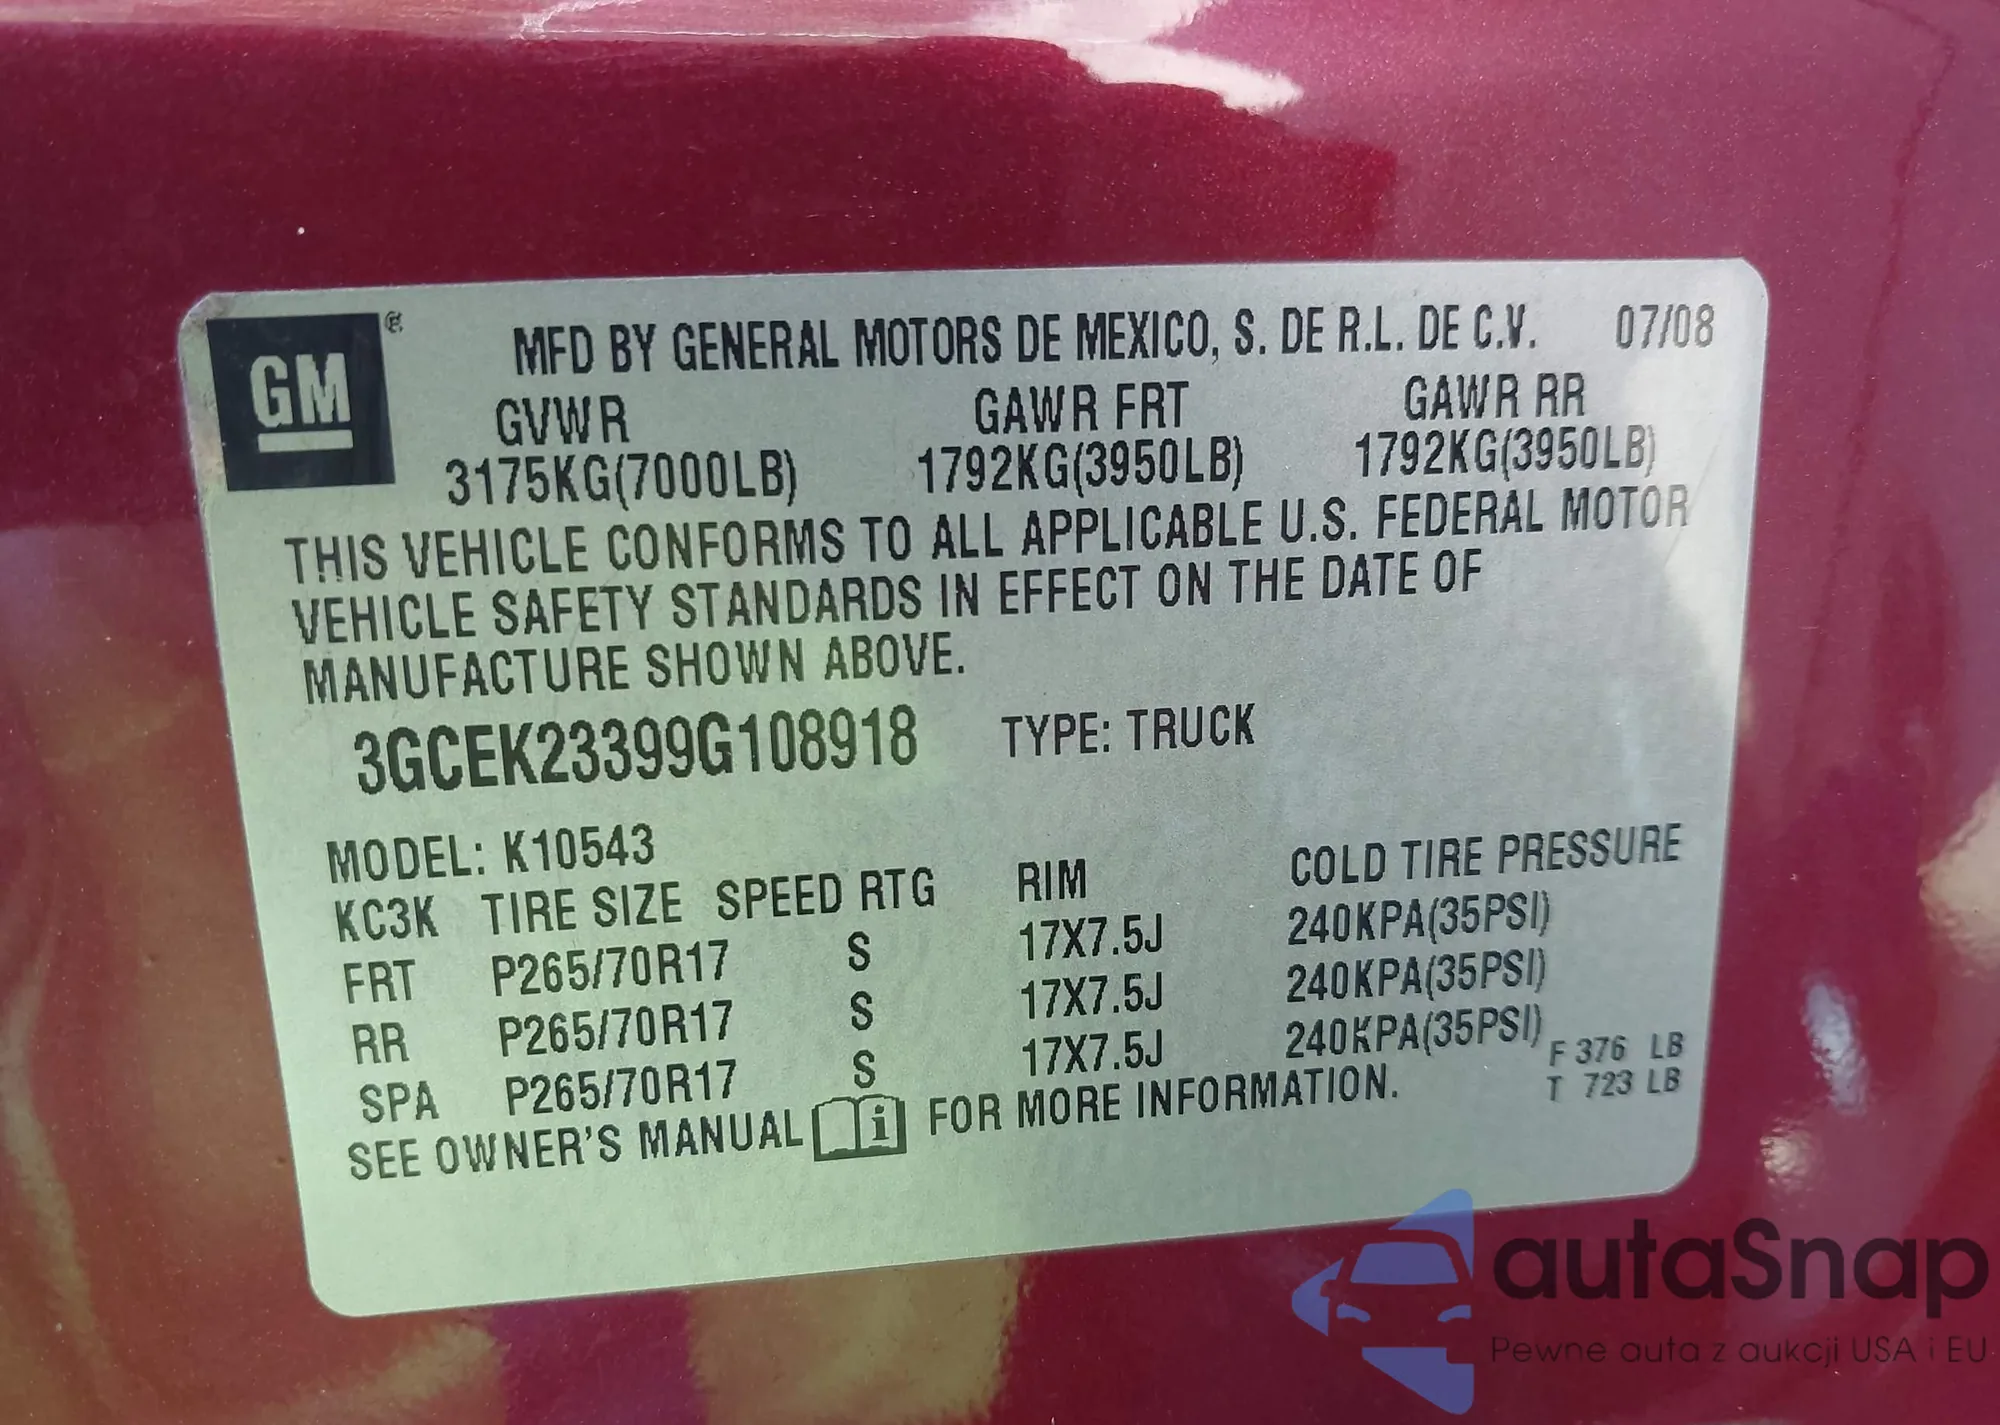 GM ® MFD BY GENERAL MOTORS DE MEXICO, S. DE R.L. DE C.V. 07/08
GVWR GAWR FRT GAWR RR
3175KG(7000LB) 1792KG(3950LB) 1792KG(3950LB)
THIS VEHICLE CONFORMS TO ALL APPLICABLE U.S. FEDERAL MOTOR
VEHICLE SAFETY STANDARDS IN EFFECT ON THE DATE OF
MANUFACTURE SHOWN ABOVE.
3GCEK23399G108918 TYPE: TRUCK
MODEL: K10543
KC3K TIRE SIZE SPEED RTG RIM COLD TIRE PRESSURE
FRT P265/70R17 S 17X7.5J 240KPA(35PSI)
RR P265/70R17 S 17X7.5J 240KPA(35PSI)
SPA P265/70R17 S 17X7.5J 240KPA(35PSI)
F 376 LB
T 723 LB
SEE OWNER'S MANUAL i FOR MORE INFORMATION.
autaSnap
Pewne auta z aukcji USA i EU